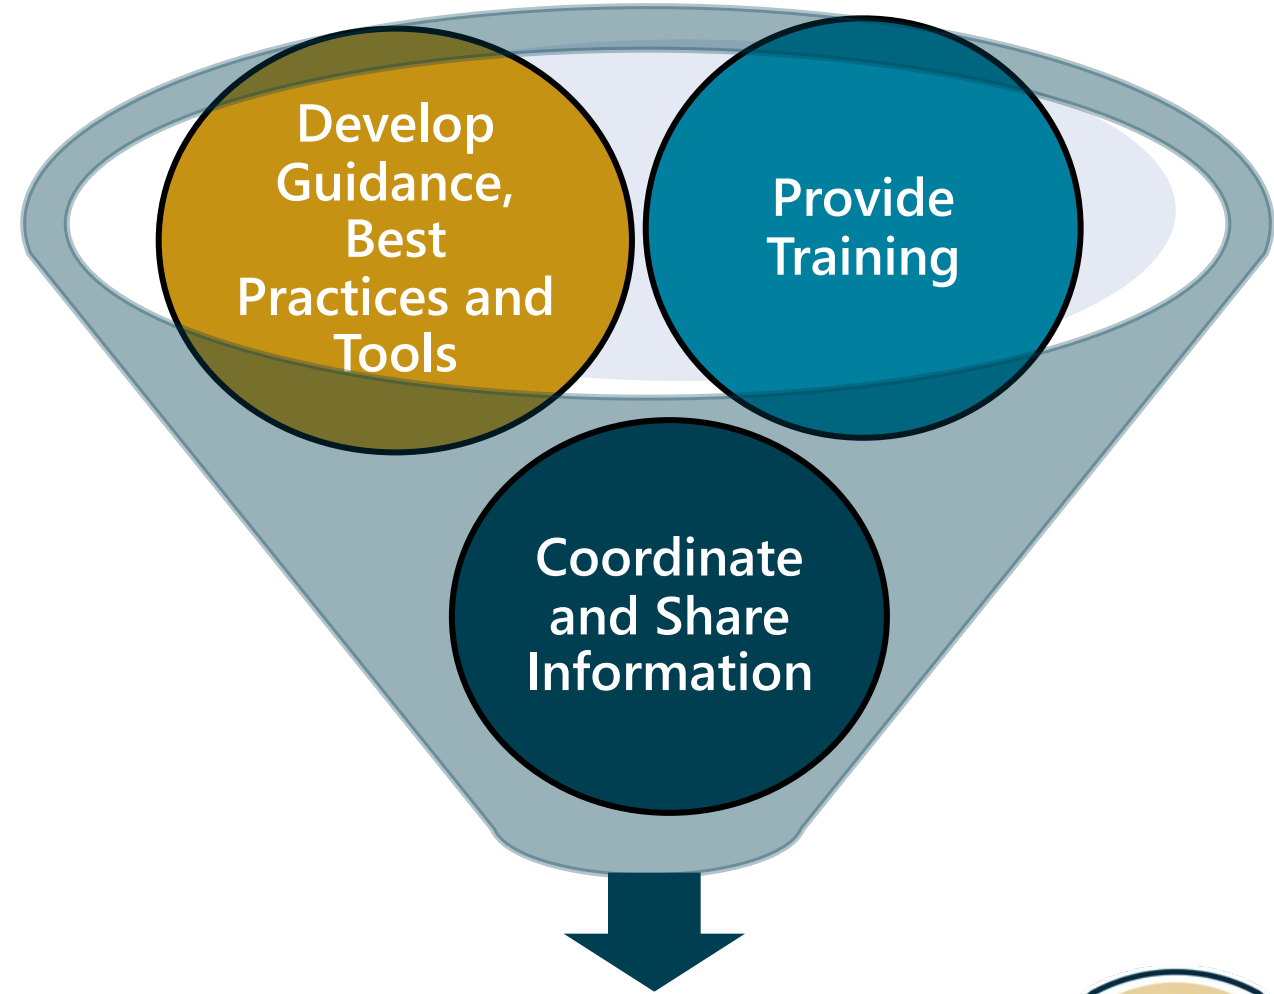 Develop
Guidance,
Best
Practices and
Tools
Provide
Training
Coordinate
and Share
Information